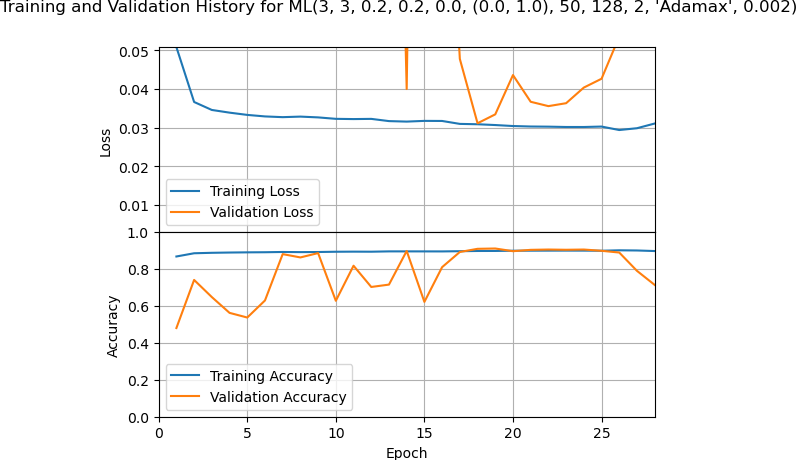 Training and Validation History for ML(3, 3, 0.2, 0.2, 0.0, (0.0, 1.0), 50, 128, 2, 'Adamax', 0.002)
0.05
0.04
0.03
0.02
0.01
Loss
Training Loss
Validation Loss
1.0
0.8
0.6
0.4
0.2
0.0
Accuracy
Training Accuracy
Validation Accuracy
0 5 10 15 20 25
Epoch